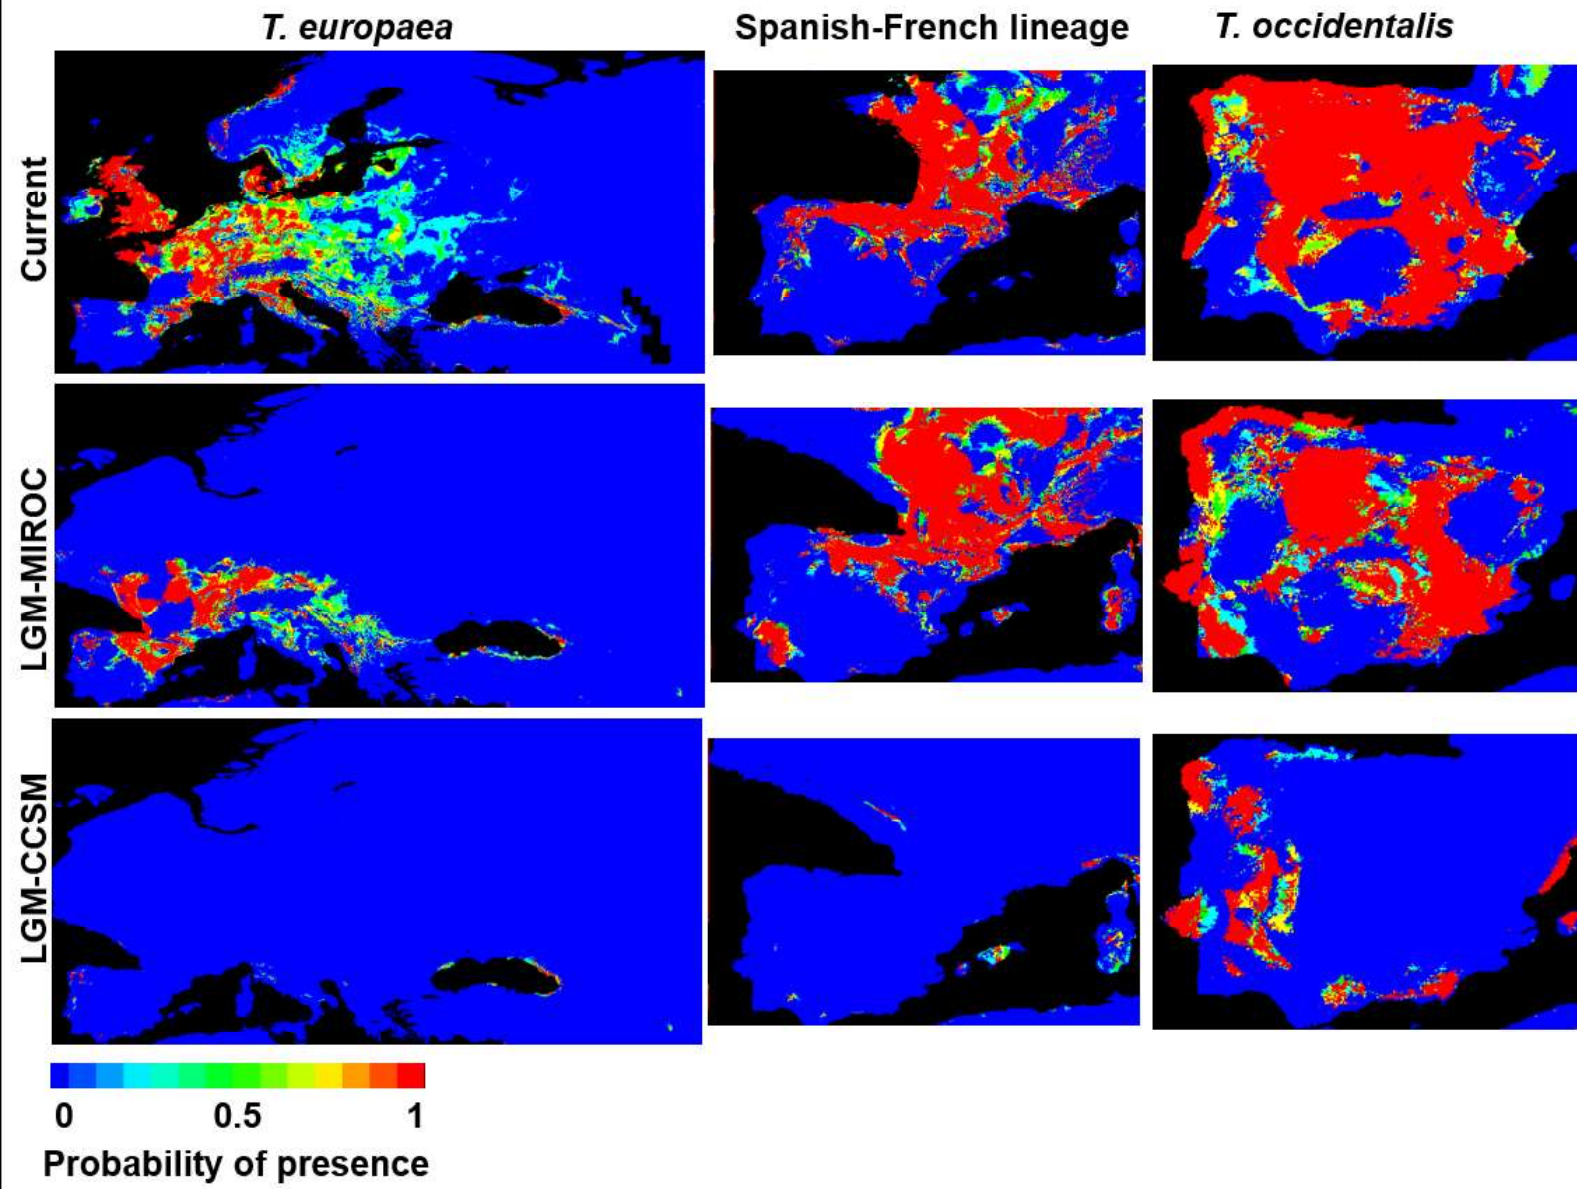 T. europaea
Spanish-French lineage
T. occidentalis
Current
LGM-MIROC
LGM-CCSM
0 0.5 1
Probability of presence